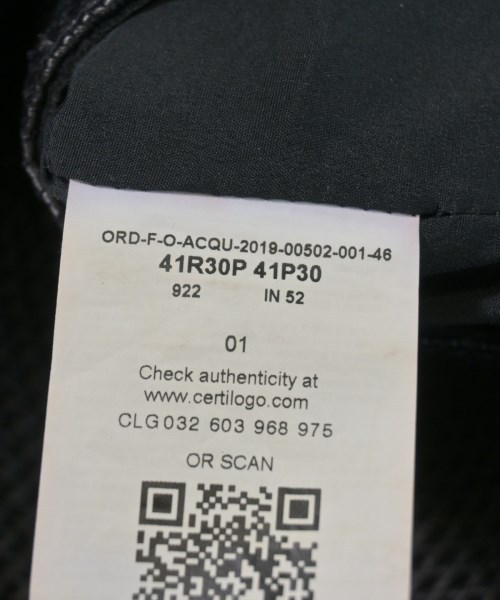 ORD-F-O-ACQU-2019-00502-001-46
41R30P 41P30
922 IN 52
01
Check authenticity at
www.certilogo.com
CLG032 603 968 975
OR SCAN